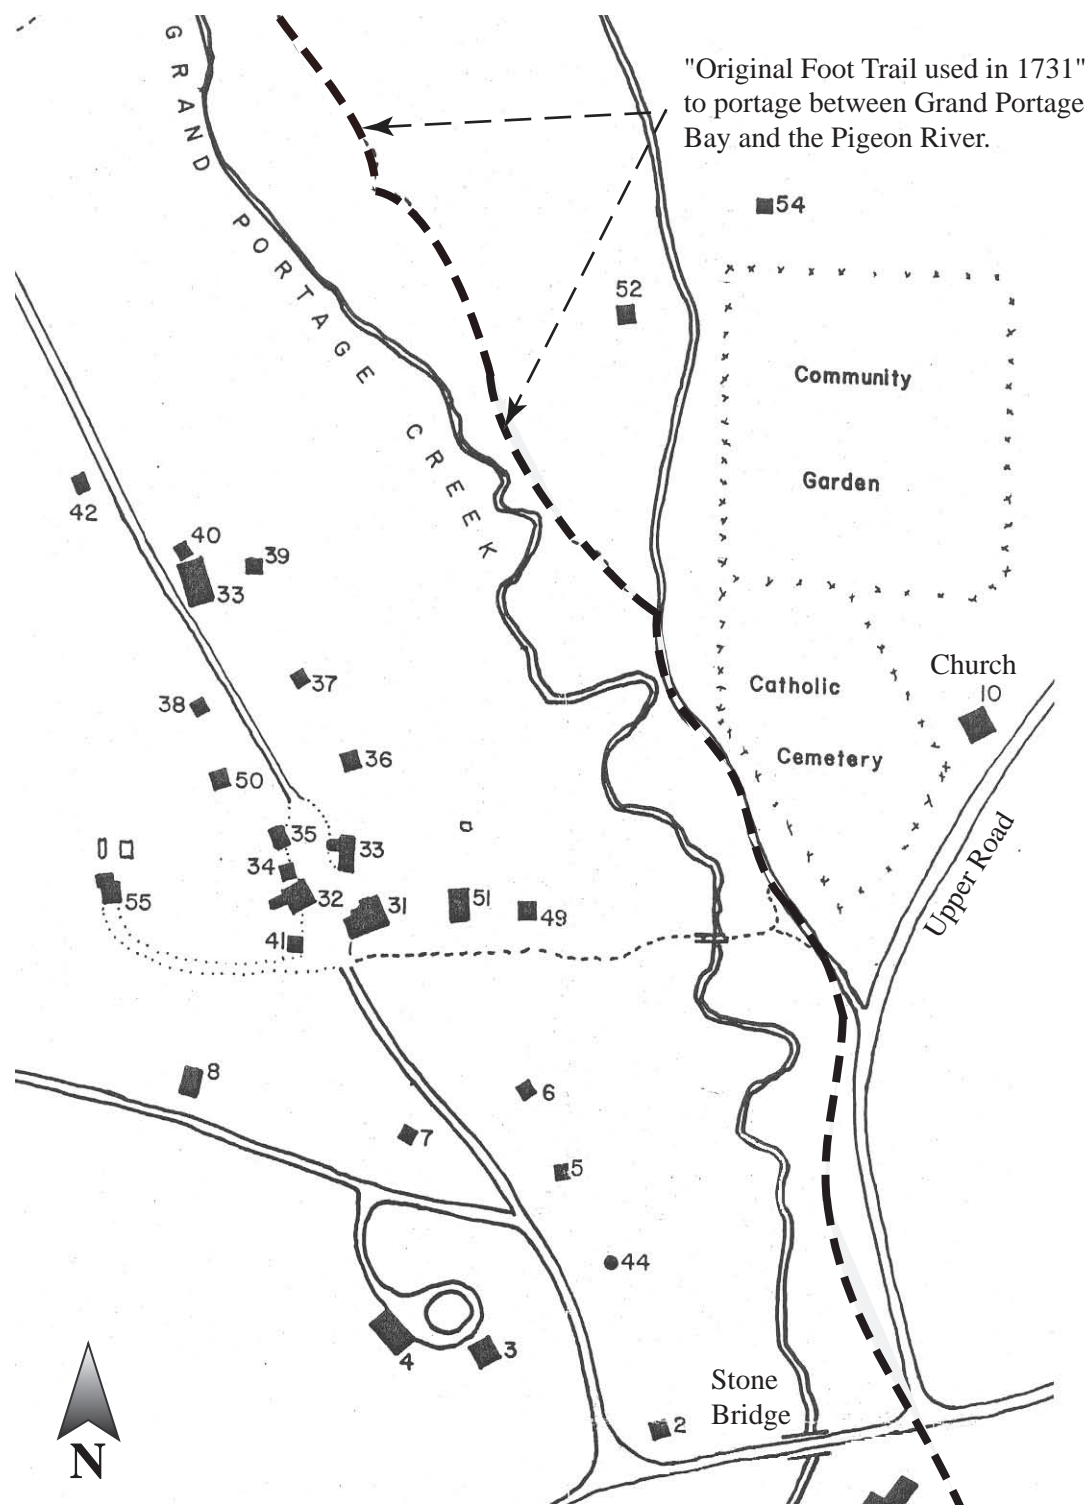 "Original Foot Trail used in 1731"
to portage between Grand Portage
Bay and the Pigeon River.
GRAND PORTAGE CREEK
54
52
Community
Garden
42
40
39
33
Church
10
37
Catholic
38
36
Cemetery
50
35
33
34
Upper Road
55
32
31
51
49
41
8
6
7
5
44
4
3
Stone
Bridge
2
N